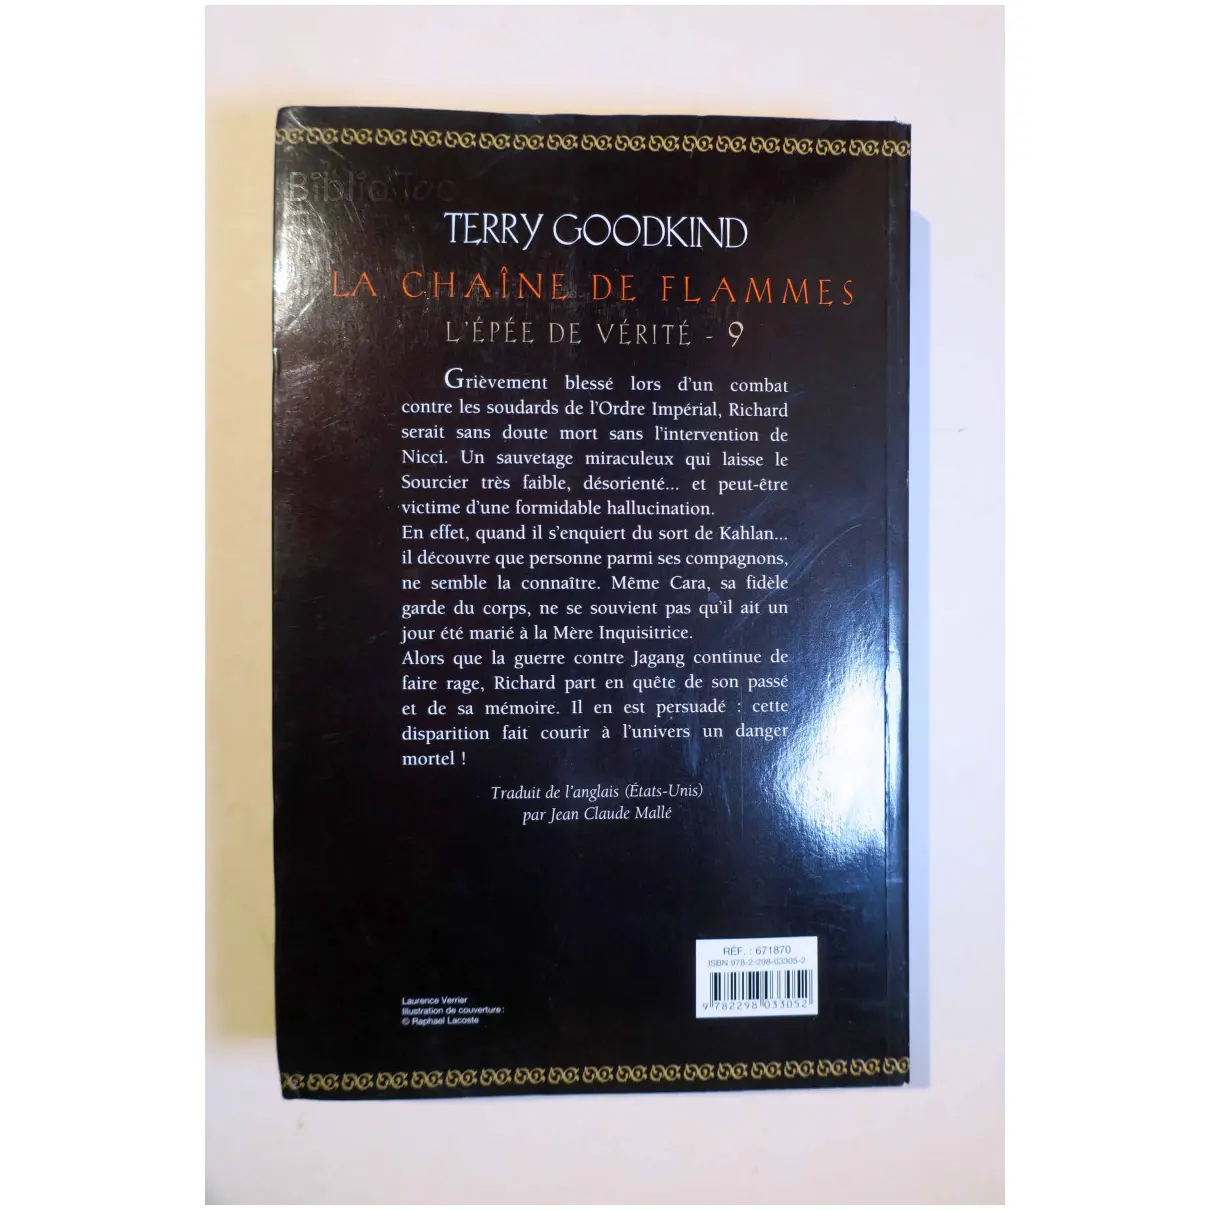 BiblioToc
TERRY GOODKIND
LA CHAÎNE DE FLAMMES
L'ÉPÉE DE VÉRITÉ - 9
Grièvement blessé lors d'un combat
contre les soudards de l'Ordre Impérial, Richard
serait sans doute mort sans l'intervention de
Nicci. Un sauvetage miraculeux qui laisse le
Sourcier très faible, désorienté... et peut-être
victime d'une formidable hallucination.
En effet, quand il s'enquiert du sort de Kahlan...
il découvre que personne parmi ses compagnons,
ne semble la connaître. Même Cara, sa fidèle
garde du corps, ne se souvient pas qu'il ait un
jour été marié à la Mère Inquisitrice.
Alors que la guerre contre Jagang continue de
faire rage, Richard part en quête de son passé
et de sa mémoire. Il en est persuadé : cette
disparition fait courir à l'univers un danger
mortel !
Traduit de l'anglais (États-Unis)
par Jean Claude Mallé
RÉF. : 671870
ISBN 978-2-298-03305-2
9 782298 033052
Laurence Verrier
Illustration de couverture :
© Raphael Lacoste